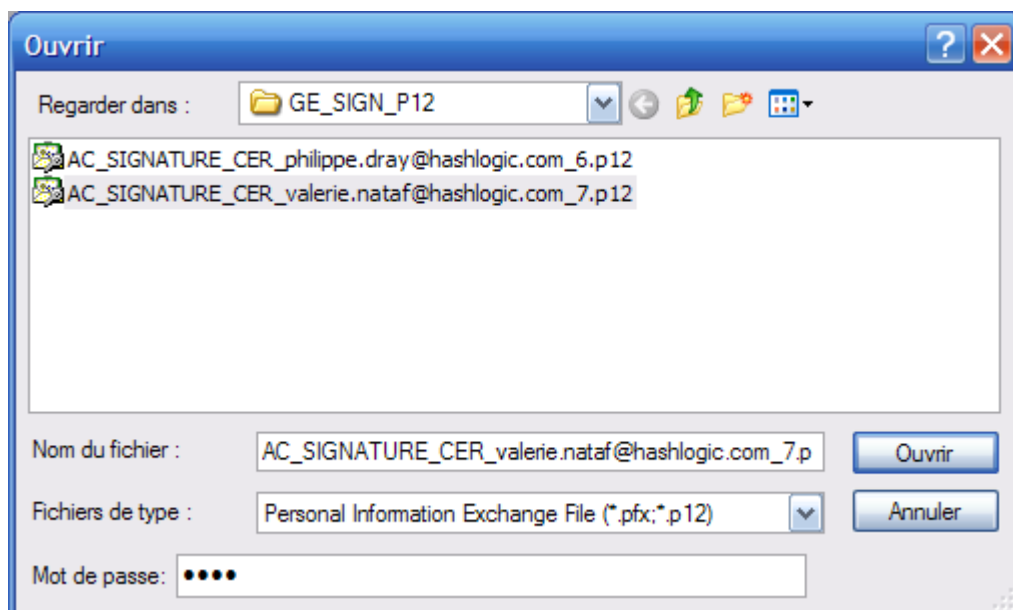 Ouvrir
Regarder dans : GE_SIGN_P12
AC_SIGNATURE_CER_philippe.dray@hashlogic.com_6.p12
AC_SIGNATURE_CER_valerie.nataf@hashlogic.com_7.p12
Nom du fichier : AC_SIGNATURE_CER_valerie.nataf@hashlogic.com_7.p Ouvrir
Fichiers de type : Personal Information Exchange File (*.pfx;*.p12) Annuler
Mot de passe: ••••